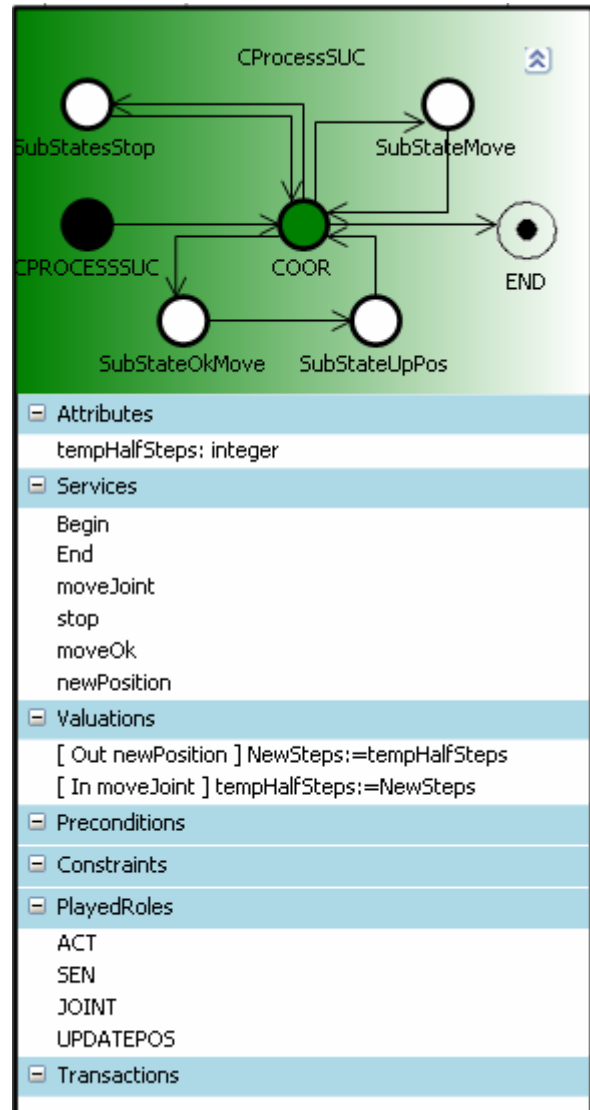 CProcessSUC
SubStatesStop
SubStateMove
CPROCESSSUC
COOR
END
SubStateOkMove
SubStateUpPos
Attributes
tempHalfSteps: integer
Services
Begin
End
moveJoint
stop
moveOk
newPosition
Valuations
[ Out newPosition ] NewSteps:=tempHalfSteps
[ In moveJoint ] tempHalfSteps:=NewSteps
Preconditions
Constraints
PlayedRoles
ACT
SEN
JOINT
UPDATEPOS
Transactions